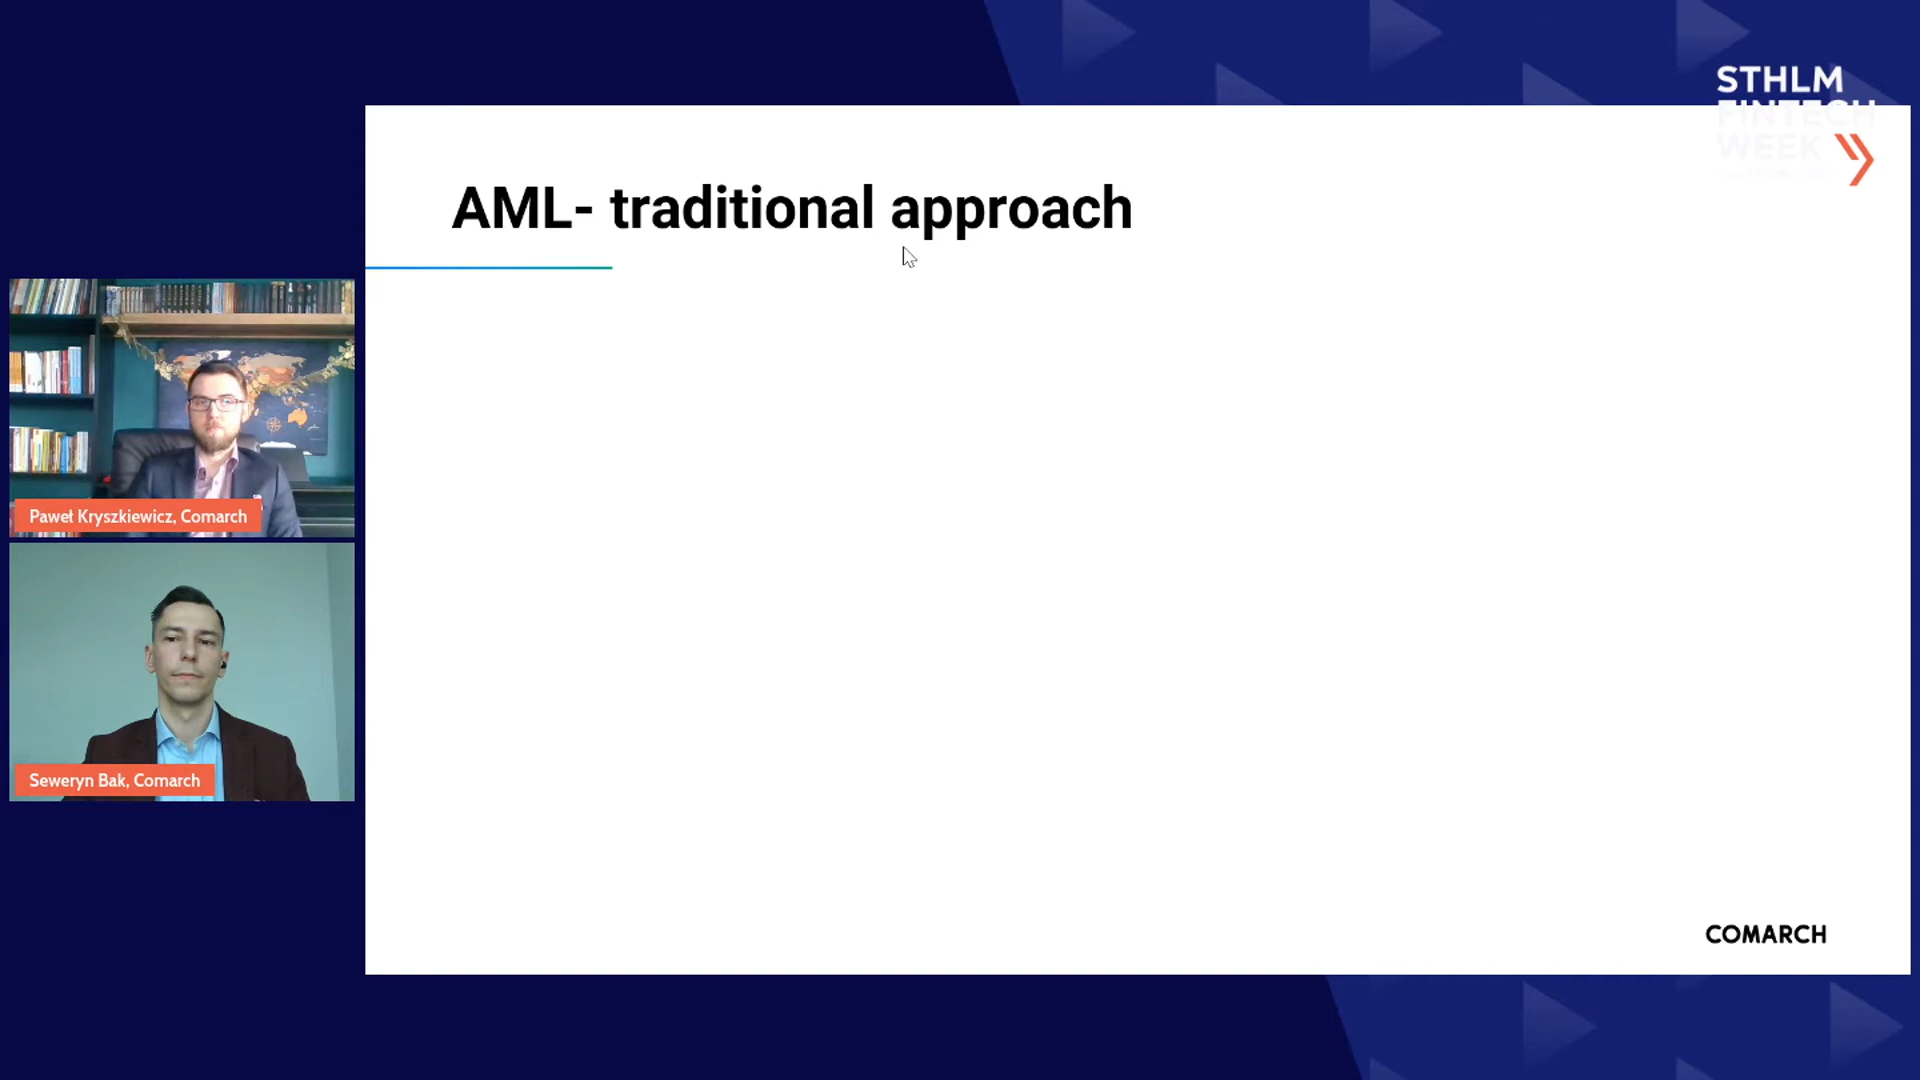 STHLM
FINTECH
WEEK
AML- traditional approach
Paweł Kryszkiewicz, Comarch
Seweryn Bak, Comarch
COMARCH